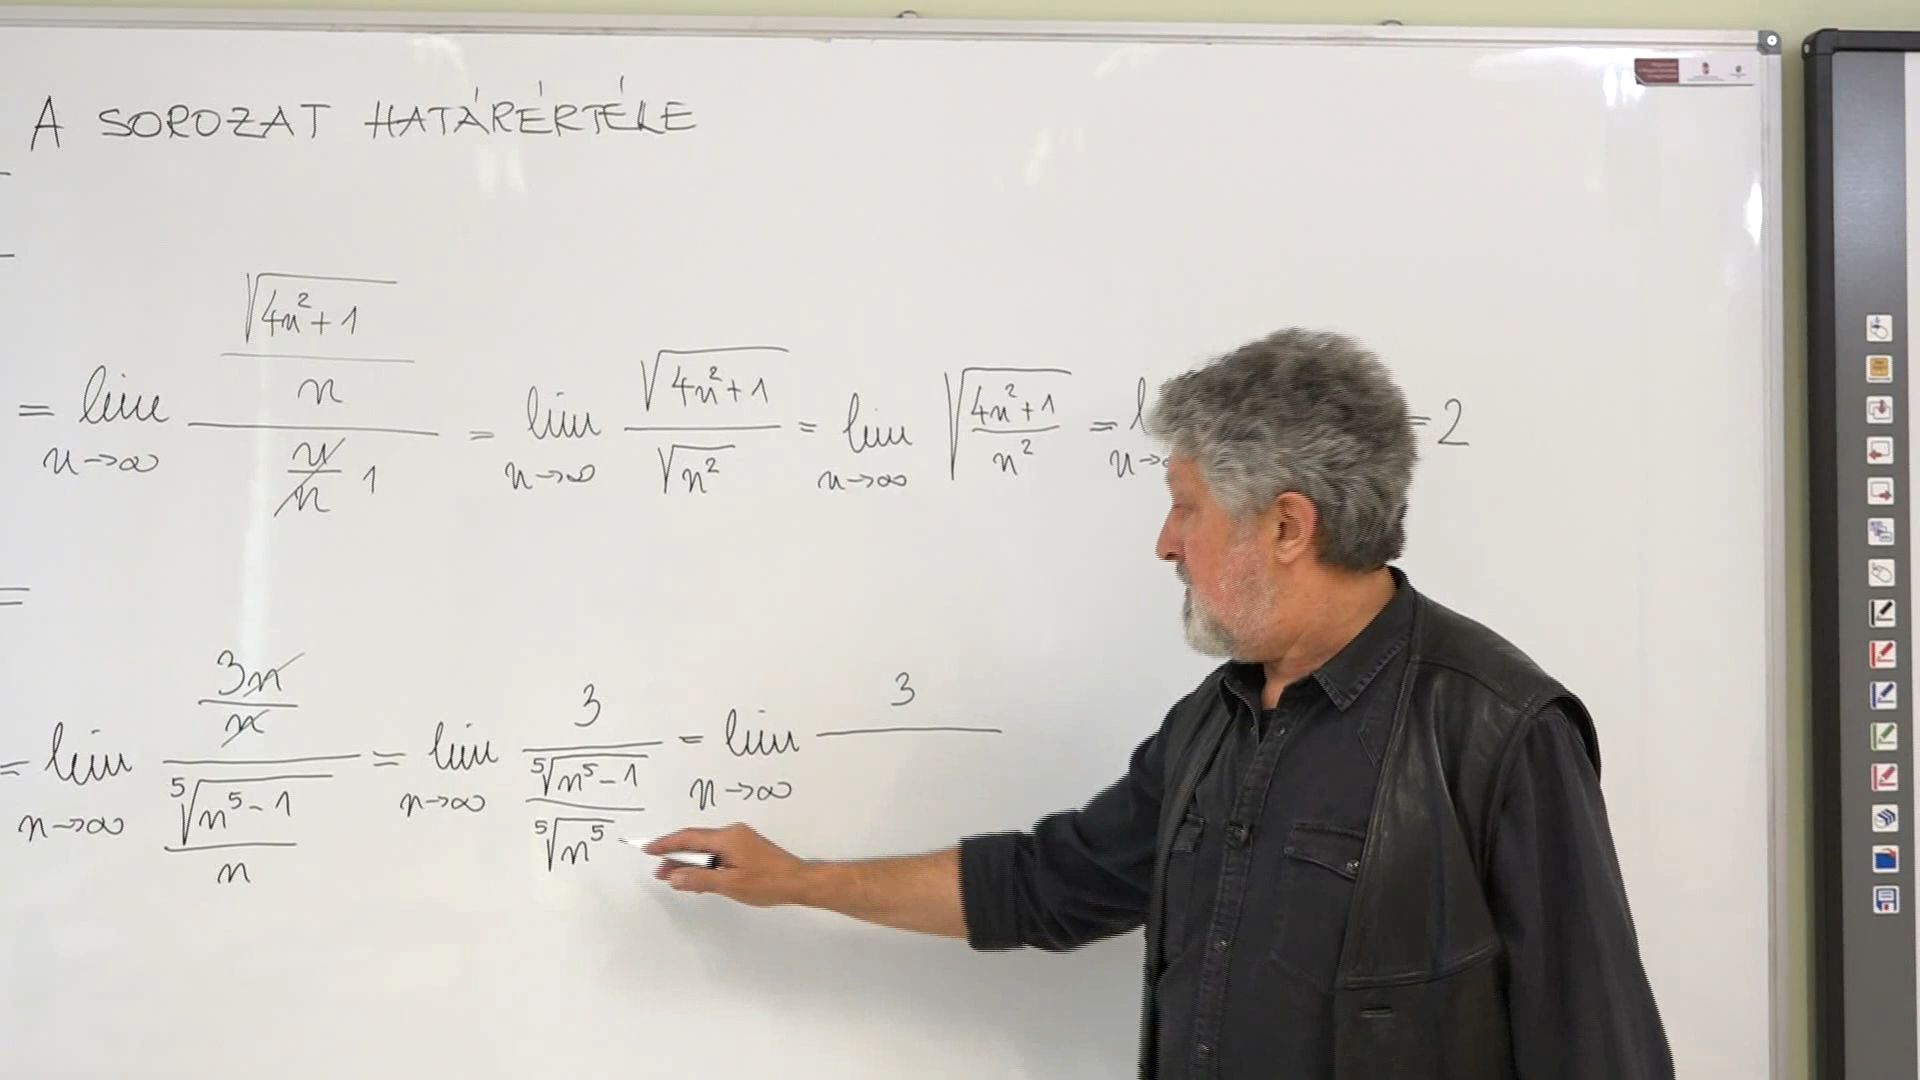 A SOROZAT HATÁRÉRTÉKE
= lim n→∞ (√(4n²+1) / n) / (n/n 1) = lim n→∞ √(4n²+1) / √(n²) = lim n→∞ √((4n²+1)/n²) = l n→∞ = 2
=
= lim n→∞ (3n/n) / (⁵√(n⁵-1) / n) = lim n→∞ 3 / (⁵√(n⁵-1) / ⁵√(n⁵)) = lim n→∞ 3